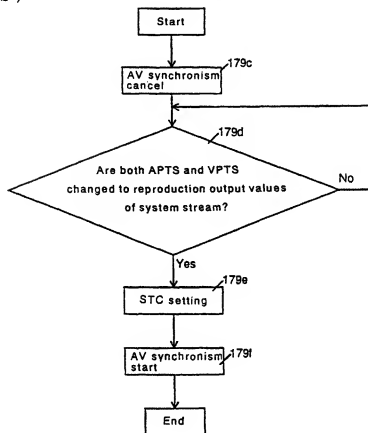 Start
179c
AV synchronism
cancel
179d
Are both APTS and VPTS
changed to reproduction output values
of system stream?
No
Yes
179e
STC setting
179f
AV synchronism
start
End